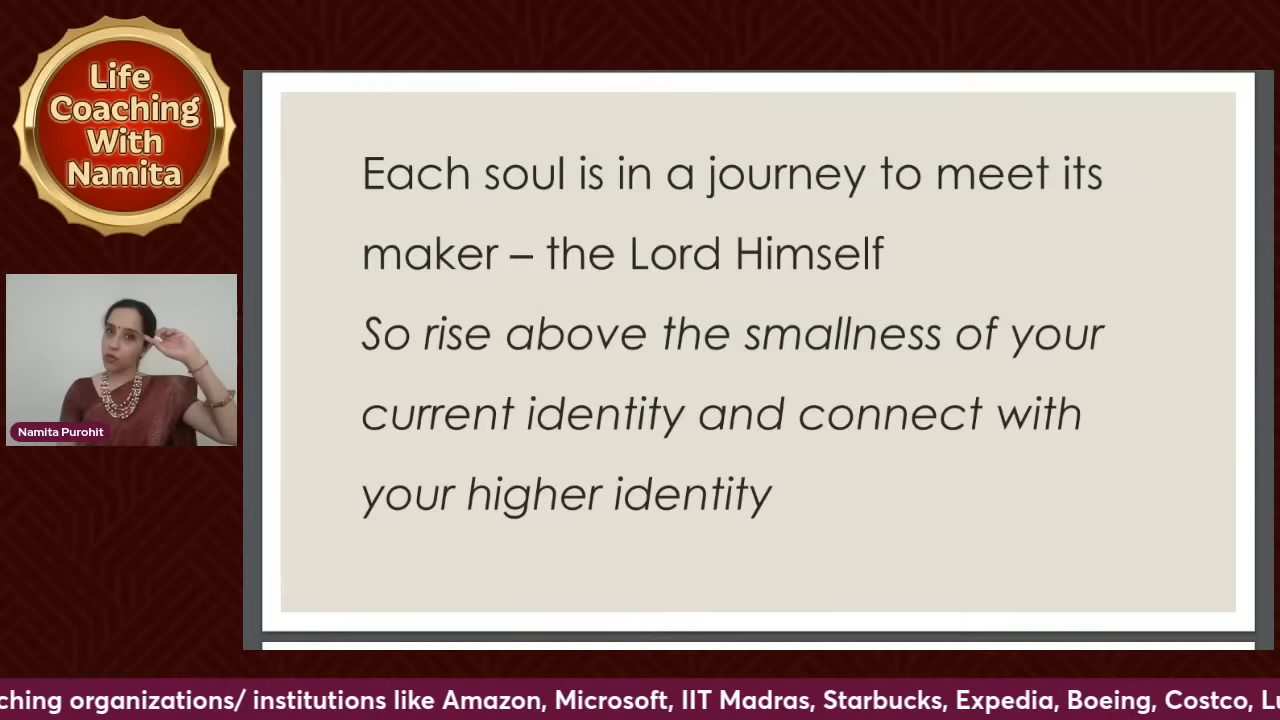 Life
Coaching
With
Namita
Each soul is in a journey to meet its
maker – the Lord Himself
So rise above the smallness of your
current identity and connect with
your higher identity
Namita Purohit
organizations/ institutions like Amazon, Microsoft, IIT Madras, Starbucks, Expedia, Boeing, Costco,